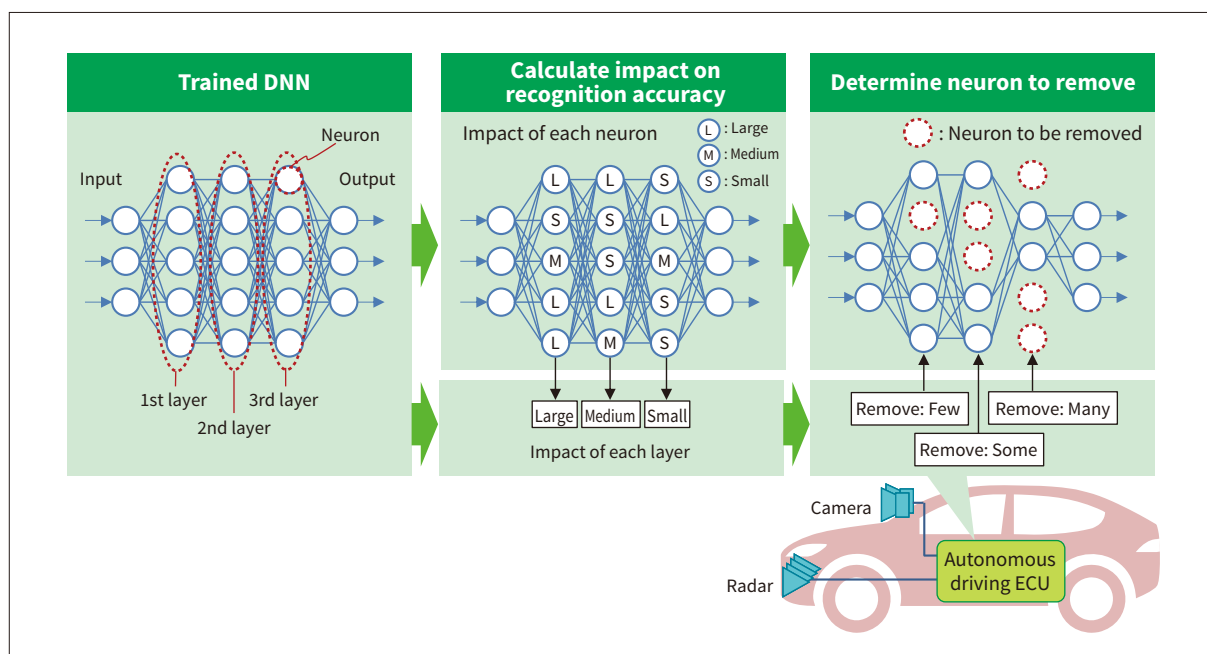 Trained DNN
Neuron
Input
Output
1st layer
3rd layer
2nd layer
Calculate impact on
recognition accuracy
Impact of each neuron
L : Large
M : Medium
S : Small
L L S
S S L
M S M
L L S
L M S
Large Medium Small
Impact of each layer
Determine neuron to remove
: Neuron to be removed
Remove: Few
Remove: Many
Remove: Some
Camera
Radar
Autonomous
driving ECU